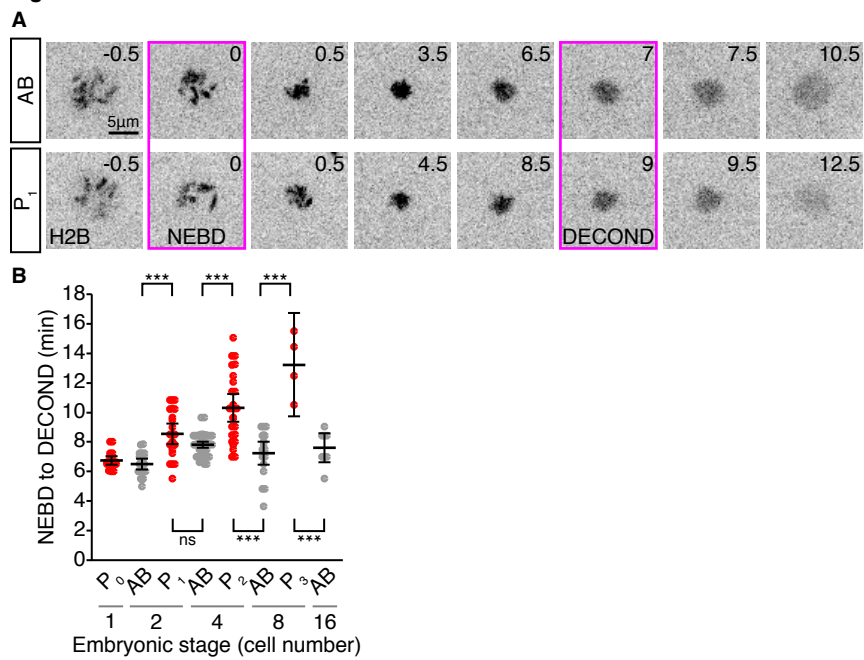 A
AB
-0.5
0
0.5
3.5
6.5
7
7.5
10.5
5µm
P1
-0.5
0
0.5
4.5
8.5
9
9.5
12.5
H2B
NEBD
DECOND
B
*** *** ***
NEBD to DECOND (min)
18
16
14
12
10
8
6
4
2
0
ns *** ***
P0 AB P1 AB P2 AB P3 AB
1 2 4 8 16
Embryonic stage (cell number)